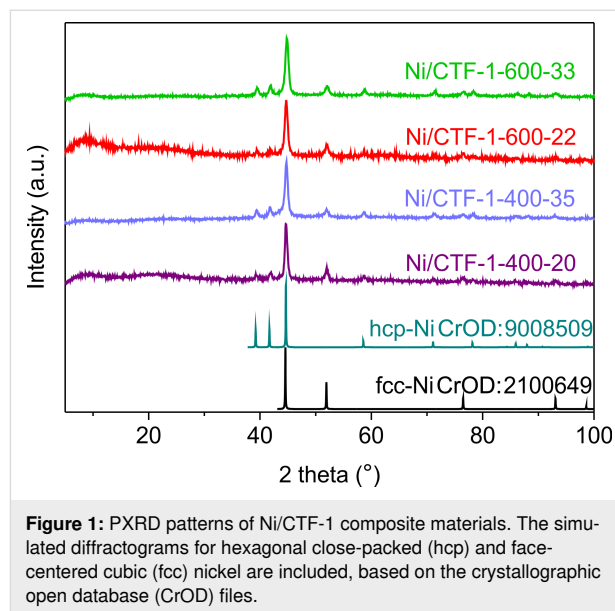 Intensity (a.u.)
Ni/CTF-1-600-33
Ni/CTF-1-600-22
Ni/CTF-1-400-35
Ni/CTF-1-400-20
hcp-Ni CrOD:9008509
fcc-Ni CrOD:2100649
20 40 60 80 100
2 theta (°)
Figure 1: PXRD patterns of Ni/CTF-1 composite materials. The simu-
lated diffractograms for hexagonal close-packed (hcp) and face-
centered cubic (fcc) nickel are included, based on the crystallographic
open database (CrOD) files.